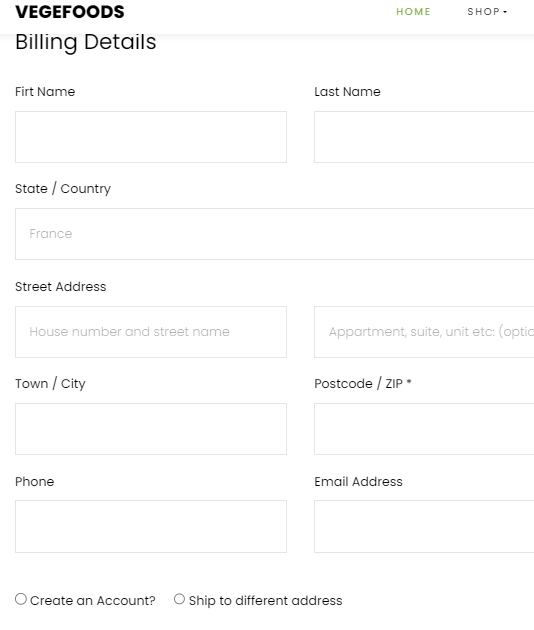 VEGEFOODS HOME SHOP
Billing Details
Firt Name Last Name
State / Country
France
Street Address
House number and street name Appartment, suite, unit etc: (optic
Town / City Postcode / ZIP *
Phone Email Address
Create an Account? Ship to different address